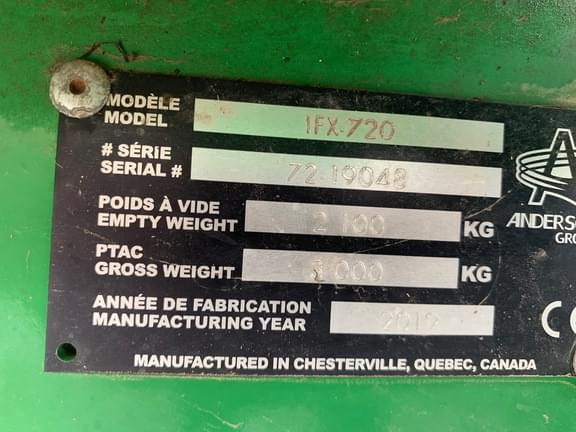 MODÈLE
MODEL IFX-720
# SÉRIE
SERIAL # 72-19048
POIDS À VIDE
EMPTY WEIGHT 2 100 KG
PTAC
GROSS WEIGHT 000 KG
ANNÉE DE FABRICATION
MANUFACTURING YEAR
MANUFACTURED IN CHESTERVILLE, QUEBEC, CANADA